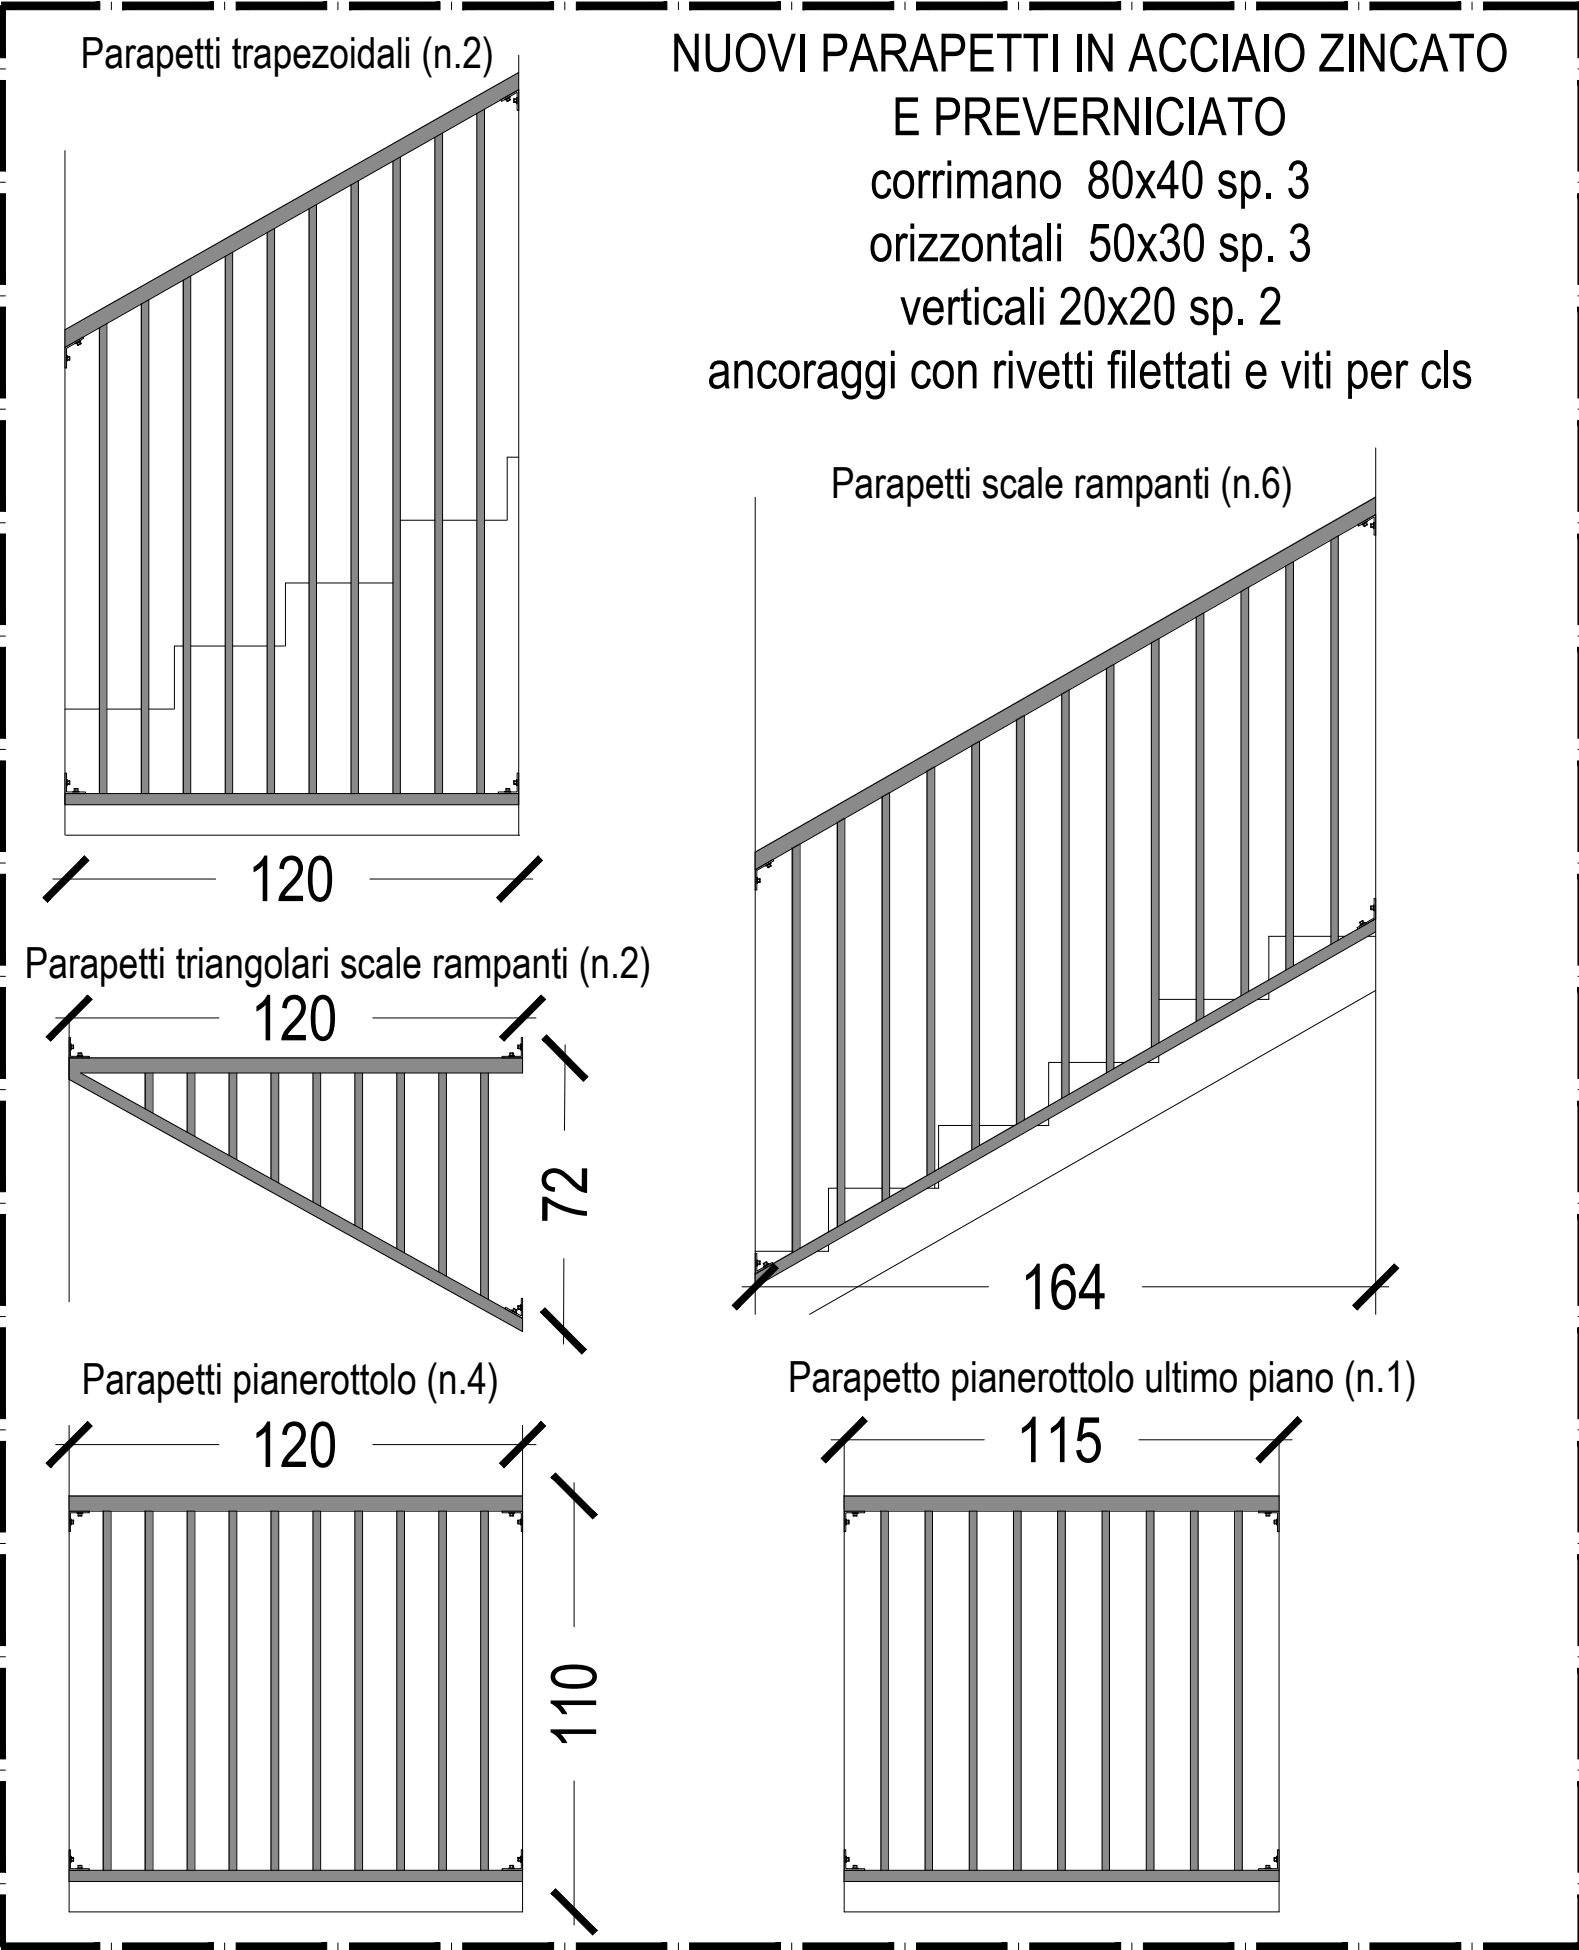 Parapetti trapezoidali (n.2)
NUOVI PARAPETTI IN ACCIAIO ZINCATO
E PREVERNICIATO
corrimano 80x40 sp. 3
orizzontali 50x30 sp. 3
verticali 20x20 sp. 2
ancoraggi con rivetti filettati e viti per cls
120
Parapetti scale rampanti (n.6)
164
Parapetti triangolari scale rampanti (n.2)
120
72
Parapetti pianerottolo (n.4)
120
110
Parapetto pianerottolo ultimo piano (n.1)
115